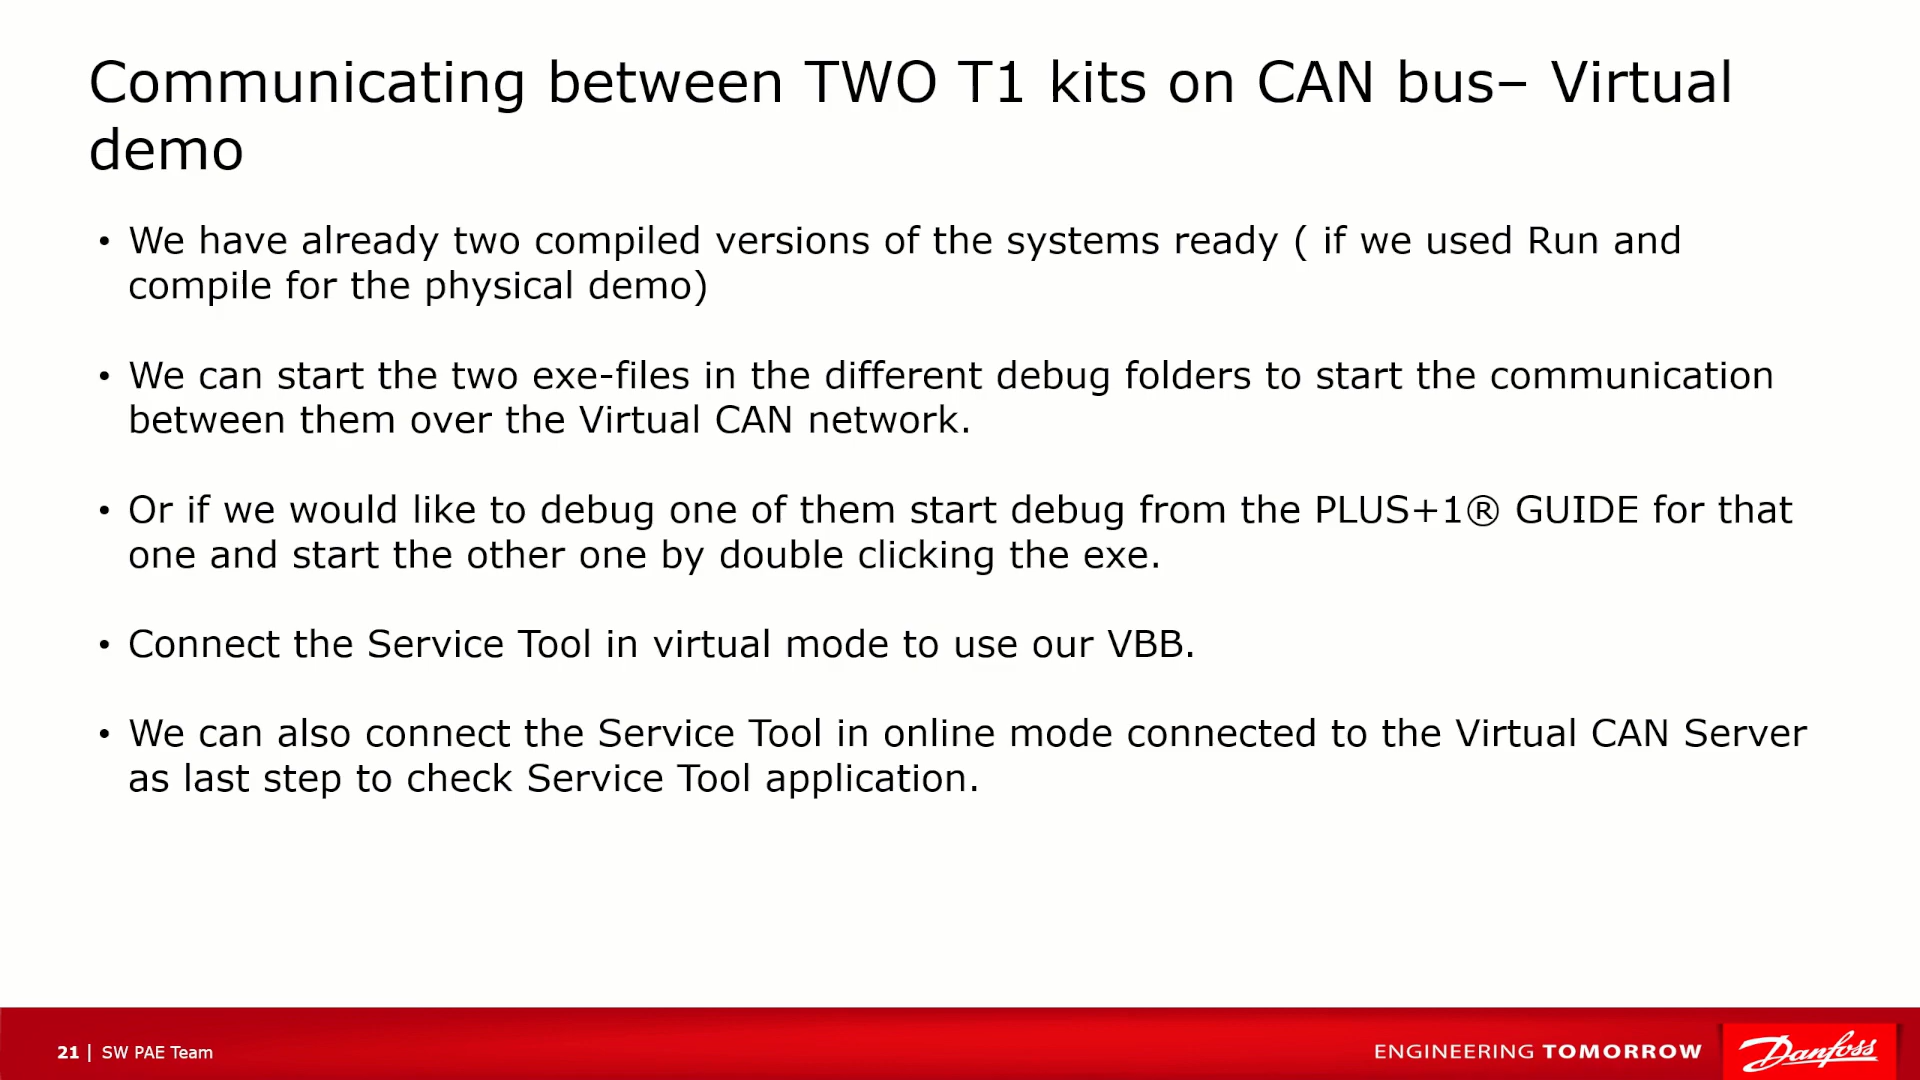 Communicating between TWO T1 kits on CAN bus– Virtual
demo
• We have already two compiled versions of the systems ready ( if we used Run and
compile for the physical demo)
• We can start the two exe-files in the different debug folders to start the communication
between them over the Virtual CAN network.
• Or if we would like to debug one of them start debug from the PLUS+1® GUIDE for that
one and start the other one by double clicking the exe.
• Connect the Service Tool in virtual mode to use our VBB.
• We can also connect the Service Tool in online mode connected to the Virtual CAN Server
as last step to check Service Tool application.
21 | SW PAE Team
ENGINEERING TOMORROW
Danfoss